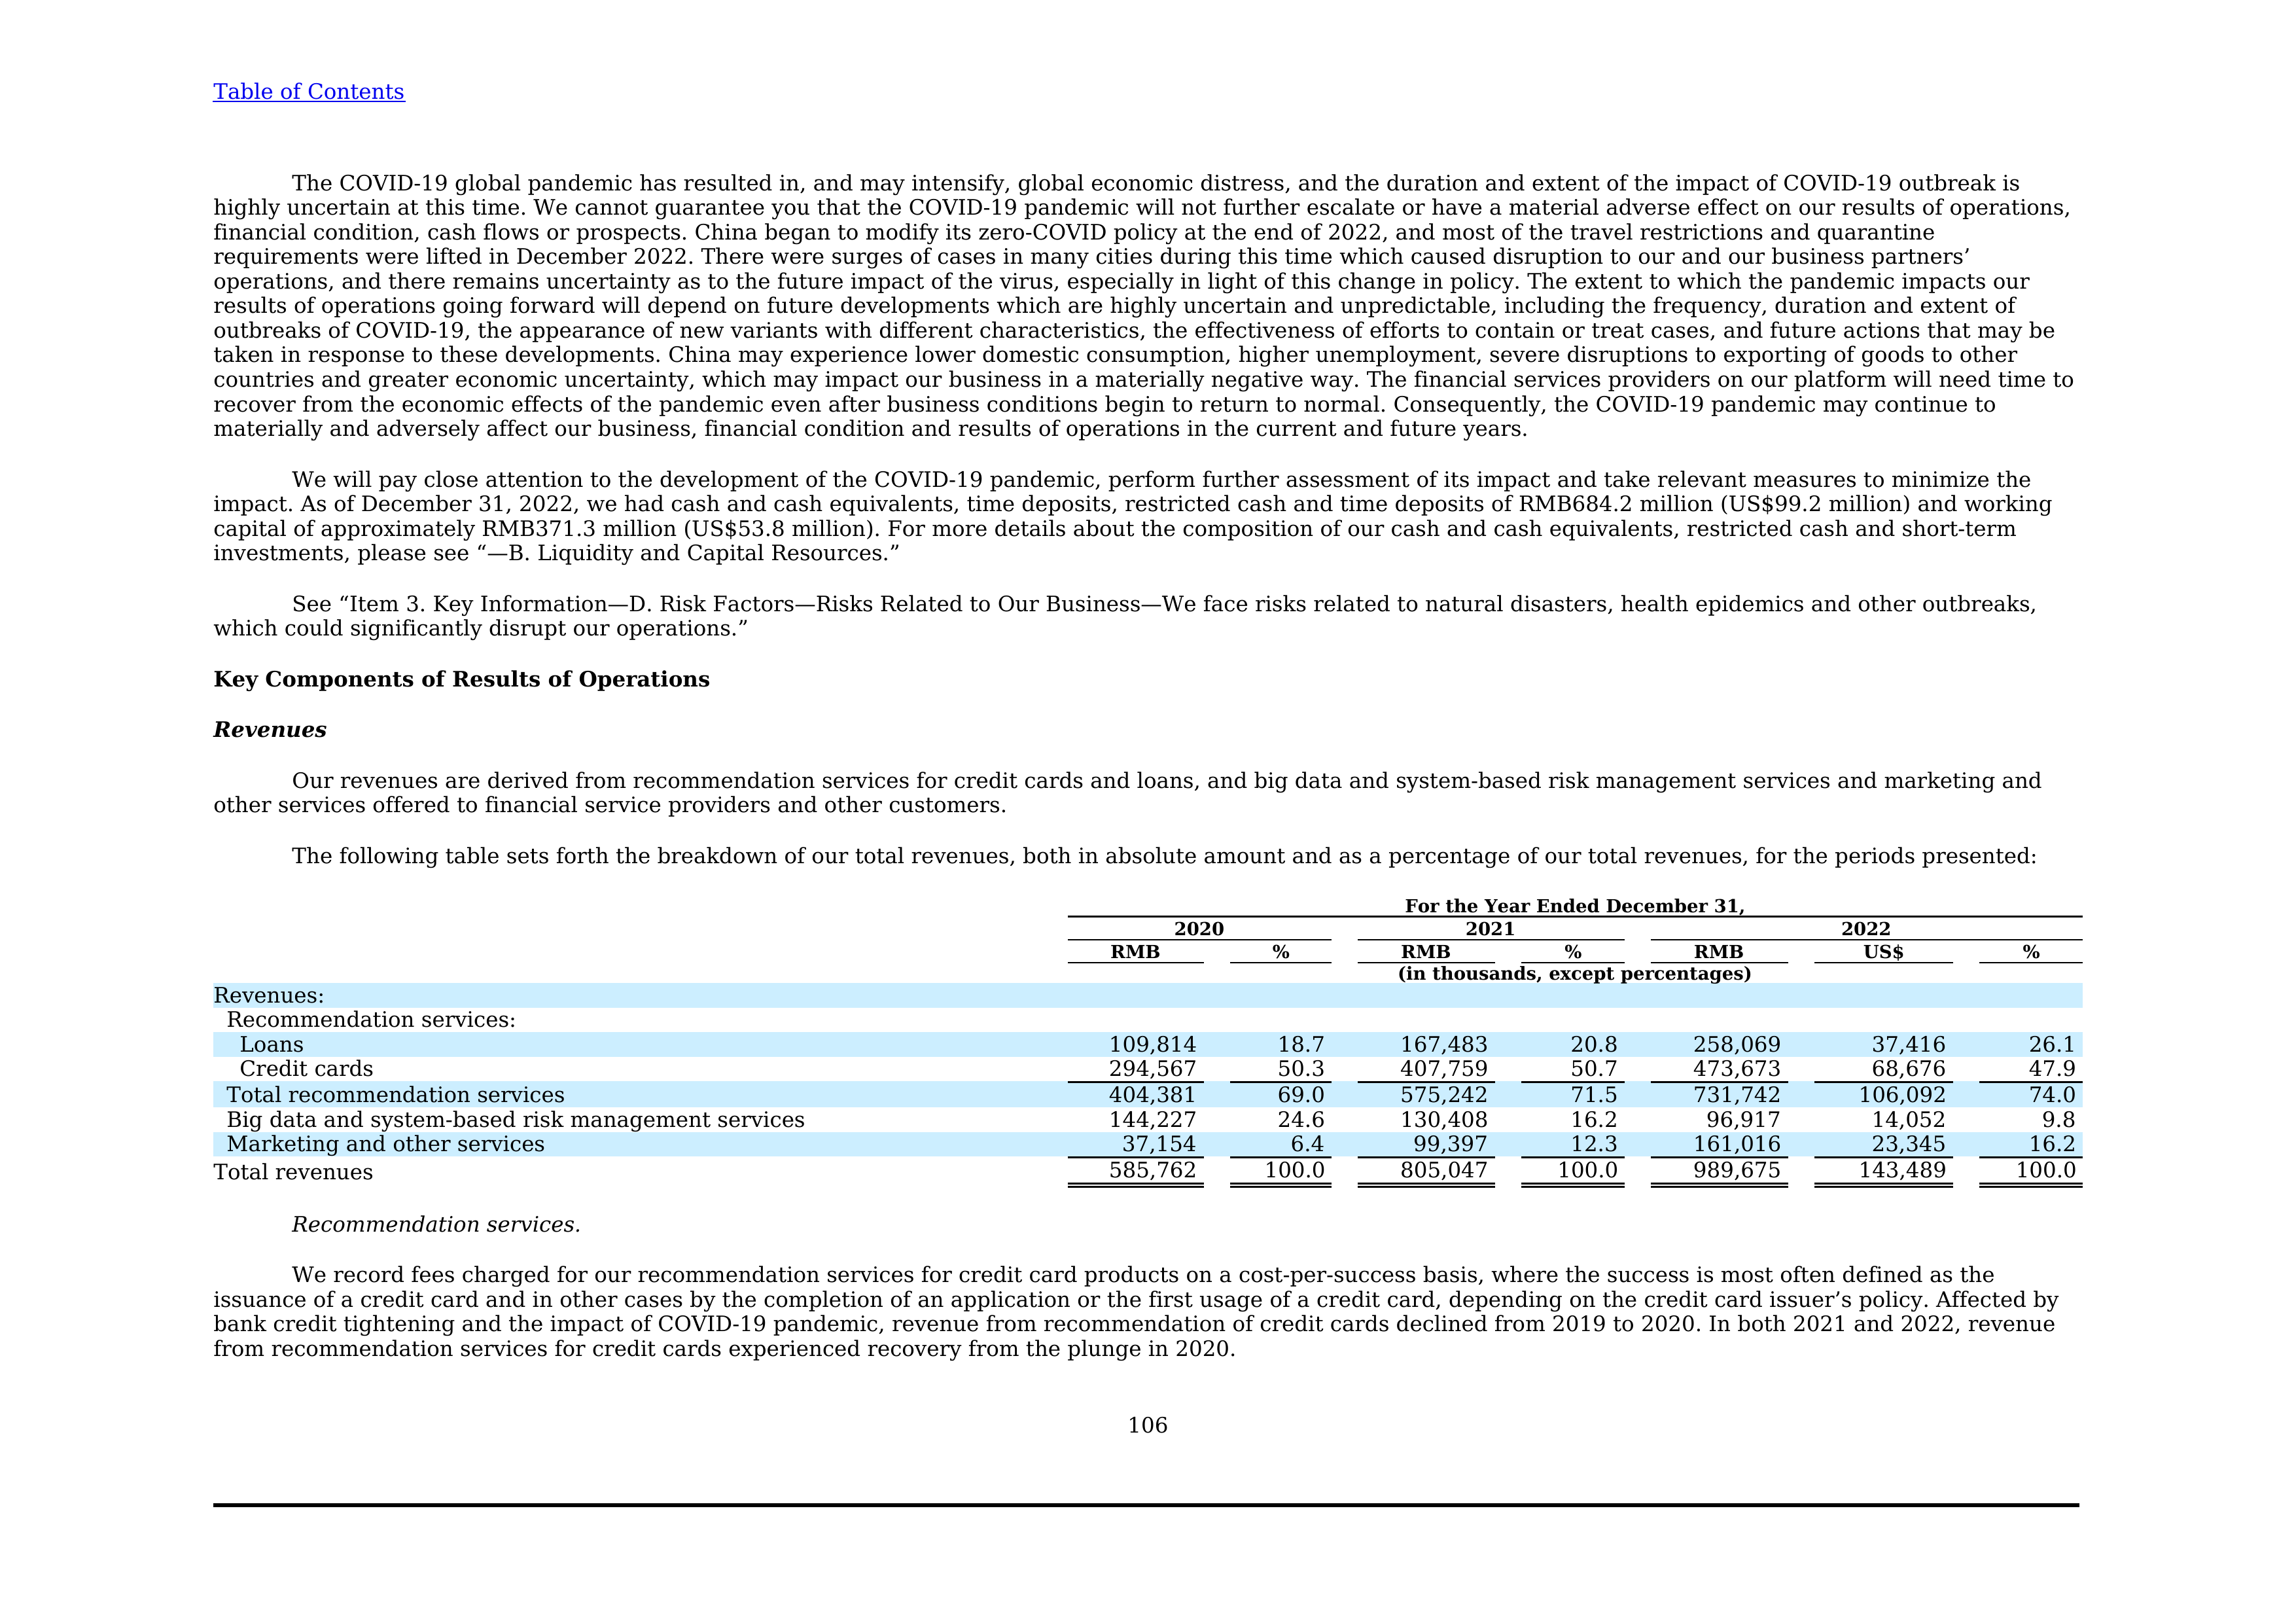 Table of Contents
The COVID-19 global pandemic has resulted in, and may intensify, global economic distress, and the duration and extent of the impact of COVID-19 outbreak is
highly uncertain at this time. We cannot guarantee you that the COVID-19 pandemic will not further escalate or have a material adverse effect on our results of operations,
financial condition, cash flows or prospects. China began to modify its zero-COVID policy at the end of 2022, and most of the travel restrictions and quarantine
requirements were lifted in December 2022. There were surges of cases in many cities during this time which caused disruption to our and our business partners’
operations, and there remains uncertainty as to the future impact of the virus, especially in light of this change in policy. The extent to which the pandemic impacts our
results of operations going forward will depend on future developments which are highly uncertain and unpredictable, including the frequency, duration and extent of
outbreaks of COVID-19, the appearance of new variants with different characteristics, the effectiveness of efforts to contain or treat cases, and future actions that may be
taken in response to these developments. China may experience lower domestic consumption, higher unemployment, severe disruptions to exporting of goods to other
countries and greater economic uncertainty, which may impact our business in a materially negative way. The financial services providers on our platform will need time to
recover from the economic effects of the pandemic even after business conditions begin to return to normal. Consequently, the COVID-19 pandemic may continue to
materially and adversely affect our business, financial condition and results of operations in the current and future years.
We will pay close attention to the development of the COVID-19 pandemic, perform further assessment of its impact and take relevant measures to minimize the
impact. As of December 31, 2022, we had cash and cash equivalents, time deposits, restricted cash and time deposits of RMB684.2 million (US$99.2 million) and working
capital of approximately RMB371.3 million (US$53.8 million). For more details about the composition of our cash and cash equivalents, restricted cash and short-term
investments, please see “—B. Liquidity and Capital Resources.”
See “Item 3. Key Information—D. Risk Factors—Risks Related to Our Business—We face risks related to natural disasters, health epidemics and other outbreaks,
which could significantly disrupt our operations.”
Key Components of Results of Operations
Revenues
Our revenues are derived from recommendation services for credit cards and loans, and big data and system-based risk management services and marketing and
other services offered to financial service providers and other customers.
The following table sets forth the breakdown of our total revenues, both in absolute amount and as a percentage of our total revenues, for the periods presented:
For the Year Ended December 31,
2020 2021 2022
RMB % RMB % RMB US$ %
(in thousands, except percentages)
Revenues:
Recommendation services:
Loans 109,814 18.7 167,483 20.8 258,069 37,416 26.1
Credit cards 294,567 50.3 407,759 50.7 473,673 68,676 47.9
Total recommendation services 404,381 69.0 575,242 71.5 731,742 106,092 74.0
Big data and system-based risk management services 144,227 24.6 130,408 16.2 96,917 14,052 9.8
Marketing and other services 37,154 6.4 99,397 12.3 161,016 23,345 16.2
Total revenues 585,762 100.0 805,047 100.0 989,675 143,489 100.0
Recommendation services.
We record fees charged for our recommendation services for credit card products on a cost-per-success basis, where the success is most often defined as the
issuance of a credit card and in other cases by the completion of an application or the first usage of a credit card, depending on the credit card issuer’s policy. Affected by
bank credit tightening and the impact of COVID-19 pandemic, revenue from recommendation of credit cards declined from 2019 to 2020. In both 2021 and 2022, revenue
from recommendation services for credit cards experienced recovery from the plunge in 2020.
106